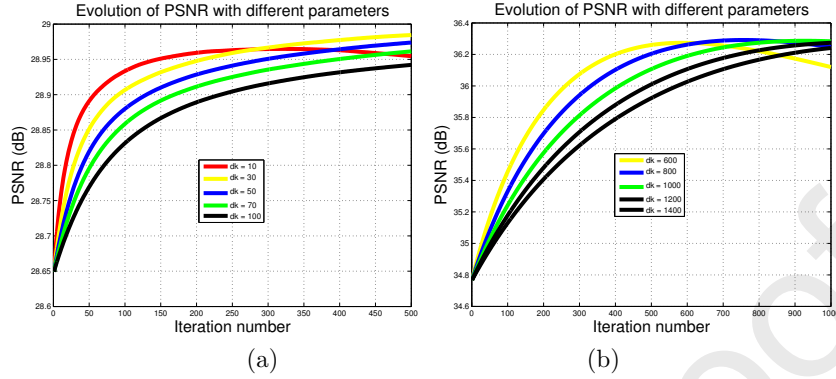 Evolution of PSNR with different parameters
29
28.95
28.9
28.85
28.8
28.75
28.7
28.65
28.6
PSNR (dB)
dk = 10
dk = 30
dk = 50
dk = 70
dk = 100
0 50 100 150 200 250 300 350 400 450 500
Iteration number
(a)
Evolution of PSNR with different parameters
36.4
36.2
36
35.8
35.6
35.4
35.2
35
34.8
34.6
PSNR (dB)
dk = 600
dk = 800
dk = 1000
dk = 1200
dk = 1400
0 100 200 300 400 500 600 700 800 900
Iteration number
(b)